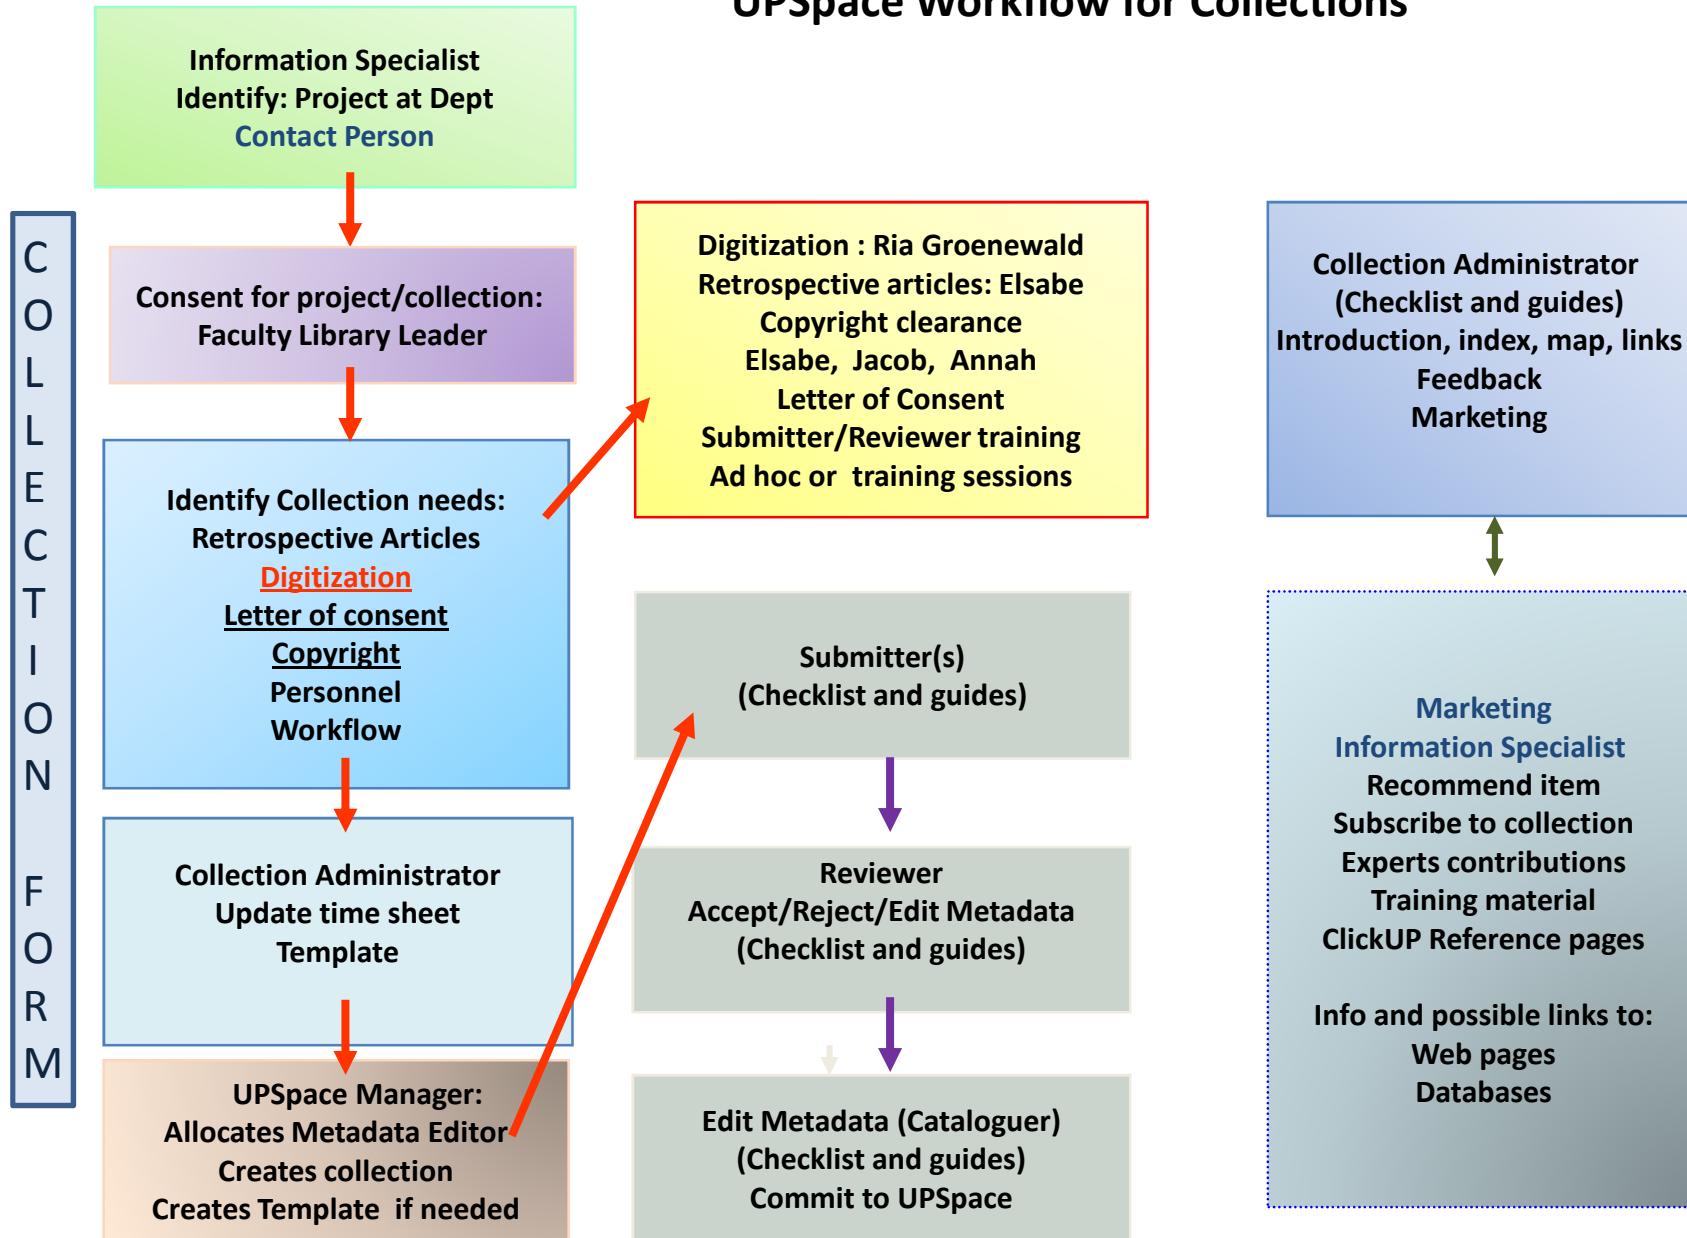 UPSpace Workflow for Collections
Information Specialist
Identify: Project at Dept
Contact Person
COLLECTION FORM
Consent for project/collection:
Faculty Library Leader
Identify Collection needs:
Retrospective Articles
Digitization
Letter of consent
Copyright
Personnel
Workflow
Collection Administrator
Update time sheet
Template
UPSpace Manager:
Allocates Metadata Editor
Creates collection
Creates Template if needed
Digitization : Ria Groenewald
Retrospective articles: Elsabe
Copyright clearance
Elsabe, Jacob, Annah
Letter of Consent
Submitter/Reviewer training
Ad hoc or training sessions
Submitter(s)
(Checklist and guides)
Reviewer
Accept/Reject/Edit Metadata
(Checklist and guides)
Edit Metadata (Cataloguer)
(Checklist and guides)
Commit to UPSpace
Collection Administrator
(Checklist and guides)
Introduction, index, map, links
Feedback
Marketing
Marketing
Information Specialist
Recommend item
Subscribe to collection
Experts contributions
Training material
ClickUP Reference pages
Info and possible links to:
Web pages
Databases